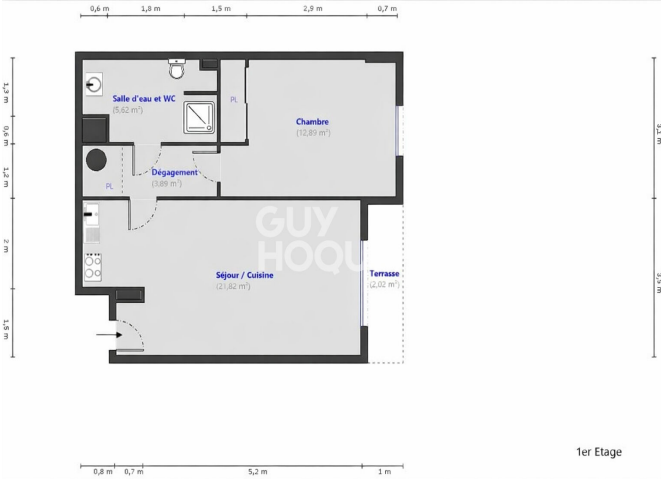 0,6 m 1,8 m 1,5 m 2,9 m 0,7 m
1,3 m
Salle d'eau et WC
(5,62 m²)
PL
Chambre
(12,89 m²)
0,6 m
1,2 m
Dégagement
(3,89 m²)
PL
GUY
HOQU
2 m
Séjour / Cuisine
(21,82 m²)
Terrasse
(2,02 m²)
1,5 m
1er Etage
0,8 m 0,7 m 5,2 m 1 m